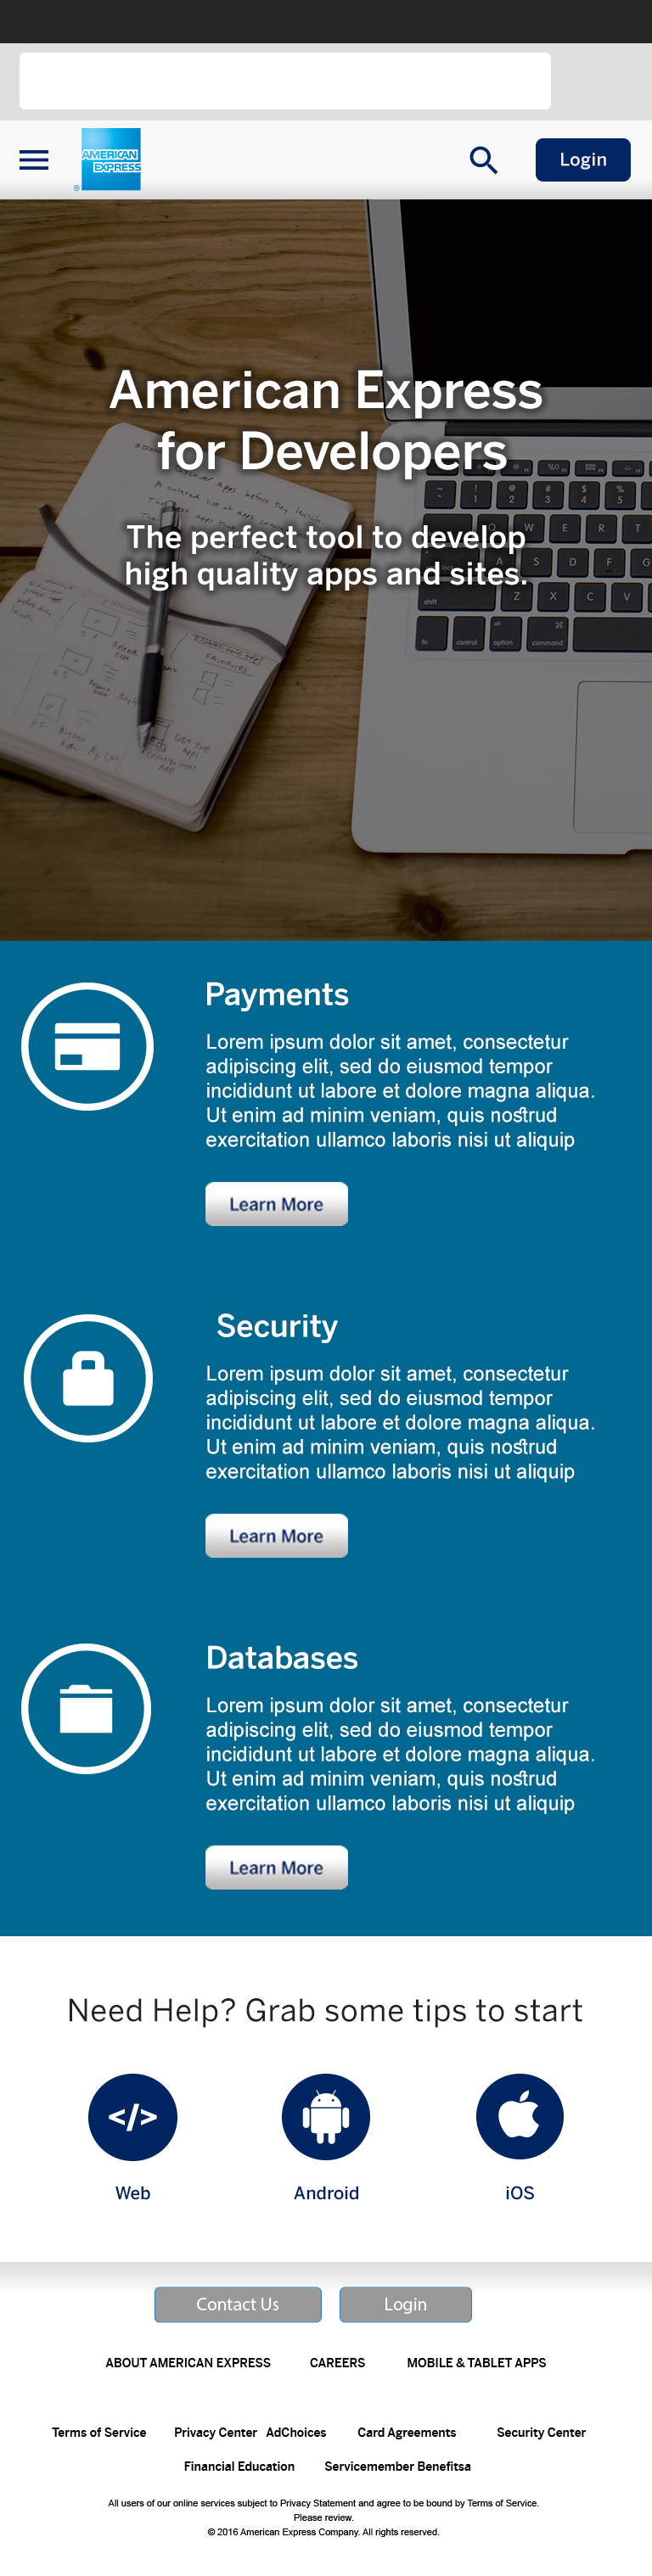 AMERICAN
EXPRESS
®
Login
American Express
for Developers
The perfect tool to develop
high quality apps and sites.
Payments
Lorem ipsum dolor sit amet, consectetur
adipiscing elit, sed do eiusmod tempor
incididunt ut labore et dolore magna aliqua.
Ut enim ad minim veniam, quis nostrud
exercitation ullamco laboris nisi ut aliquip
Learn More
Security
Lorem ipsum dolor sit amet, consectetur
adipiscing elit, sed do eiusmod tempor
incididunt ut labore et dolore magna aliqua.
Ut enim ad minim veniam, quis nostrud
exercitation ullamco laboris nisi ut aliquip
Learn More
Databases
Lorem ipsum dolor sit amet, consectetur
adipiscing elit, sed do eiusmod tempor
incididunt ut labore et dolore magna aliqua.
Ut enim ad minim veniam, quis nostrud
exercitation ullamco laboris nisi ut aliquip
Learn More
Need Help? Grab some tips to start
</>
Web Android iOS
Contact Us Login
ABOUT AMERICAN EXPRESS CAREERS MOBILE & TABLET APPS
Terms of Service Privacy Center AdChoices Card Agreements Security Center
Financial Education Servicemember Benefitsa
All users of our online services subject to Privacy Statement and agree to be bound by Terms of Service.
Please review.
© 2016 American Express Company. All rights reserved.